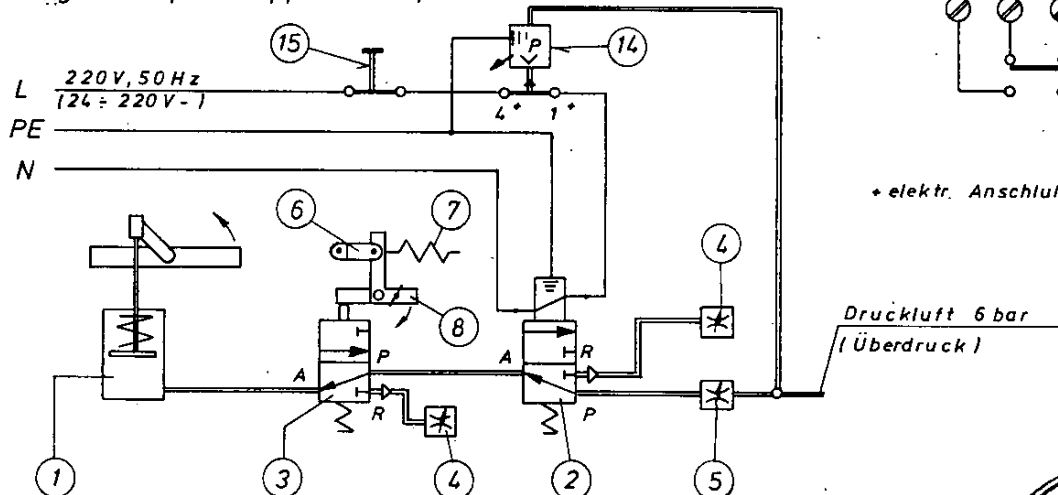 15
14
P
L 220V, 50Hz
(24 ÷ 220V-)
4+ 1+
PE
N
+ elektr.
6
7
4
8
Druckluft 6 bar
(Überdruck)
A P
R
A R
P
1
3
4
2
5